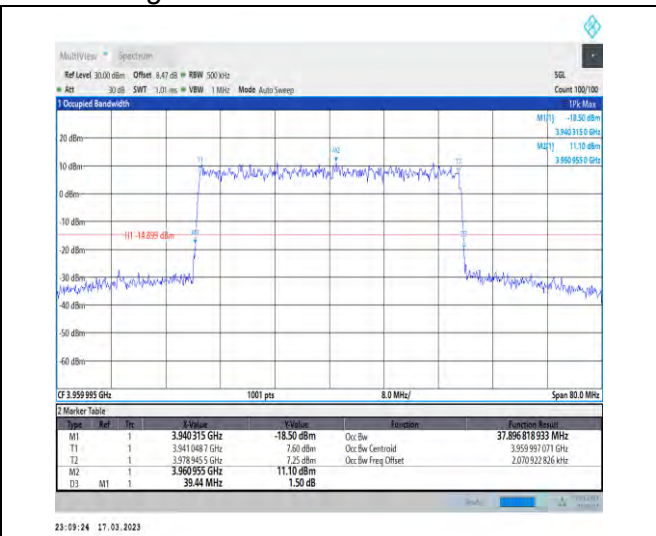 MultiView Spectrum
Ref Level 30.00 dBm Offset 8.47 dB RBW 500 kHz SGL
Att 30 dB SWT 1.01 ms VBW 1 MHz Mode Auto Sweep Count 100/100
1 Occupied Bandwidth 1Pk Max
M1[1] -18.50 dBm
3.940 315 0 GHz
M2[1] 11.10 dBm
3.960 955 0 GHz
20 dBm
M2
T1
10 dBm
0 dBm
-10 dBm
M1
H1 -14.899 dBm
-20 dBm
-30 dBm
-40 dBm
-50 dBm
-60 dBm
CF 3.959 995 GHz 1001 pts 8.0 MHz/ Span 80.0 MHz
2 Marker Table
Type Ref Trc X-Value Y-Value Function Function Result
M1 1 3.940 315 GHz -18.50 dBm Occ Bw 37.896 818 933 MHz
T1 1 3.941 048 7 GHz 7.60 dBm Occ Bw Centroid 3.959 997 071 GHz
T2 1 3.978 945 5 GHz 7.25 dBm Occ Bw Freq Offset 2.070 922 826 kHz
M2 1 3.960 955 GHz 11.10 dBm
D3 M1 1 39.44 MHz 1.50 dB
23:09:24 17.03.2023